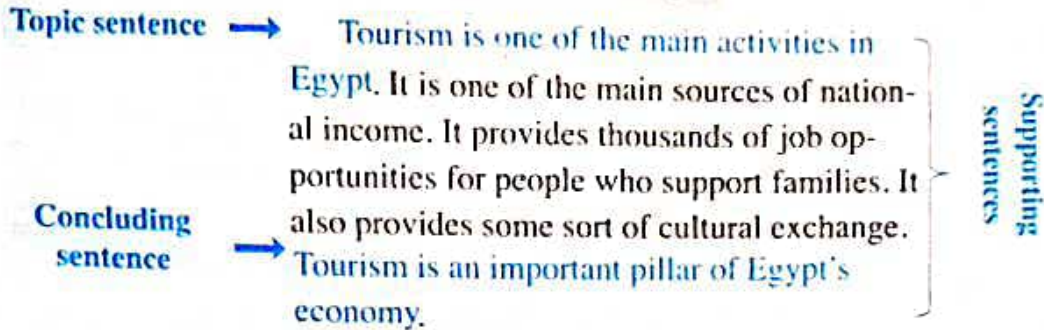 Topic sentence
Tourism is one of the main activities in
Egypt. It is one of the main sources of nation-
al income. It provides thousands of job op-
portunities for people who support families. It
also provides some sort of cultural exchange.
Concluding
sentence
Tourism is an important pillar of Egypt's
economy.
Supporting
sentences